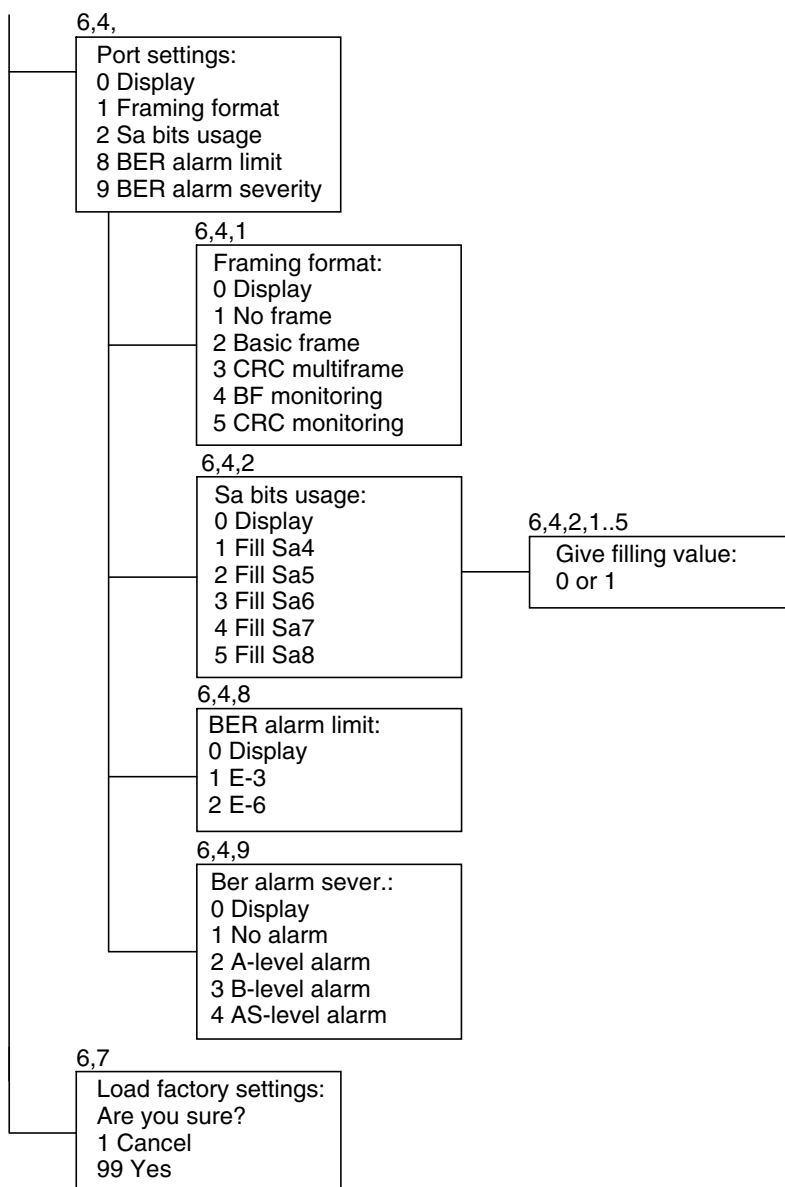 6,4,
Port settings:
0 Display
1 Framing format
2 Sa bits usage
8 BER alarm limit
9 BER alarm severity
6,4,1
Framing format:
0 Display
1 No frame
2 Basic frame
3 CRC multiframe
4 BF monitoring
5 CRC monitoring
6,4,2
Sa bits usage:
0 Display
1 Fill Sa4
2 Fill Sa5
3 Fill Sa6
4 Fill Sa7
5 Fill Sa8
6,4,2,1..5
Give filling value:
0 or 1
6,4,8
BER alarm limit:
0 Display
1 E-3
2 E-6
6,4,9
Ber alarm sever.:
0 Display
1 No alarm
2 A-level alarm
3 B-level alarm
4 AS-level alarm
6,7
Load factory settings:
Are you sure?
1 Cancel
99 Yes